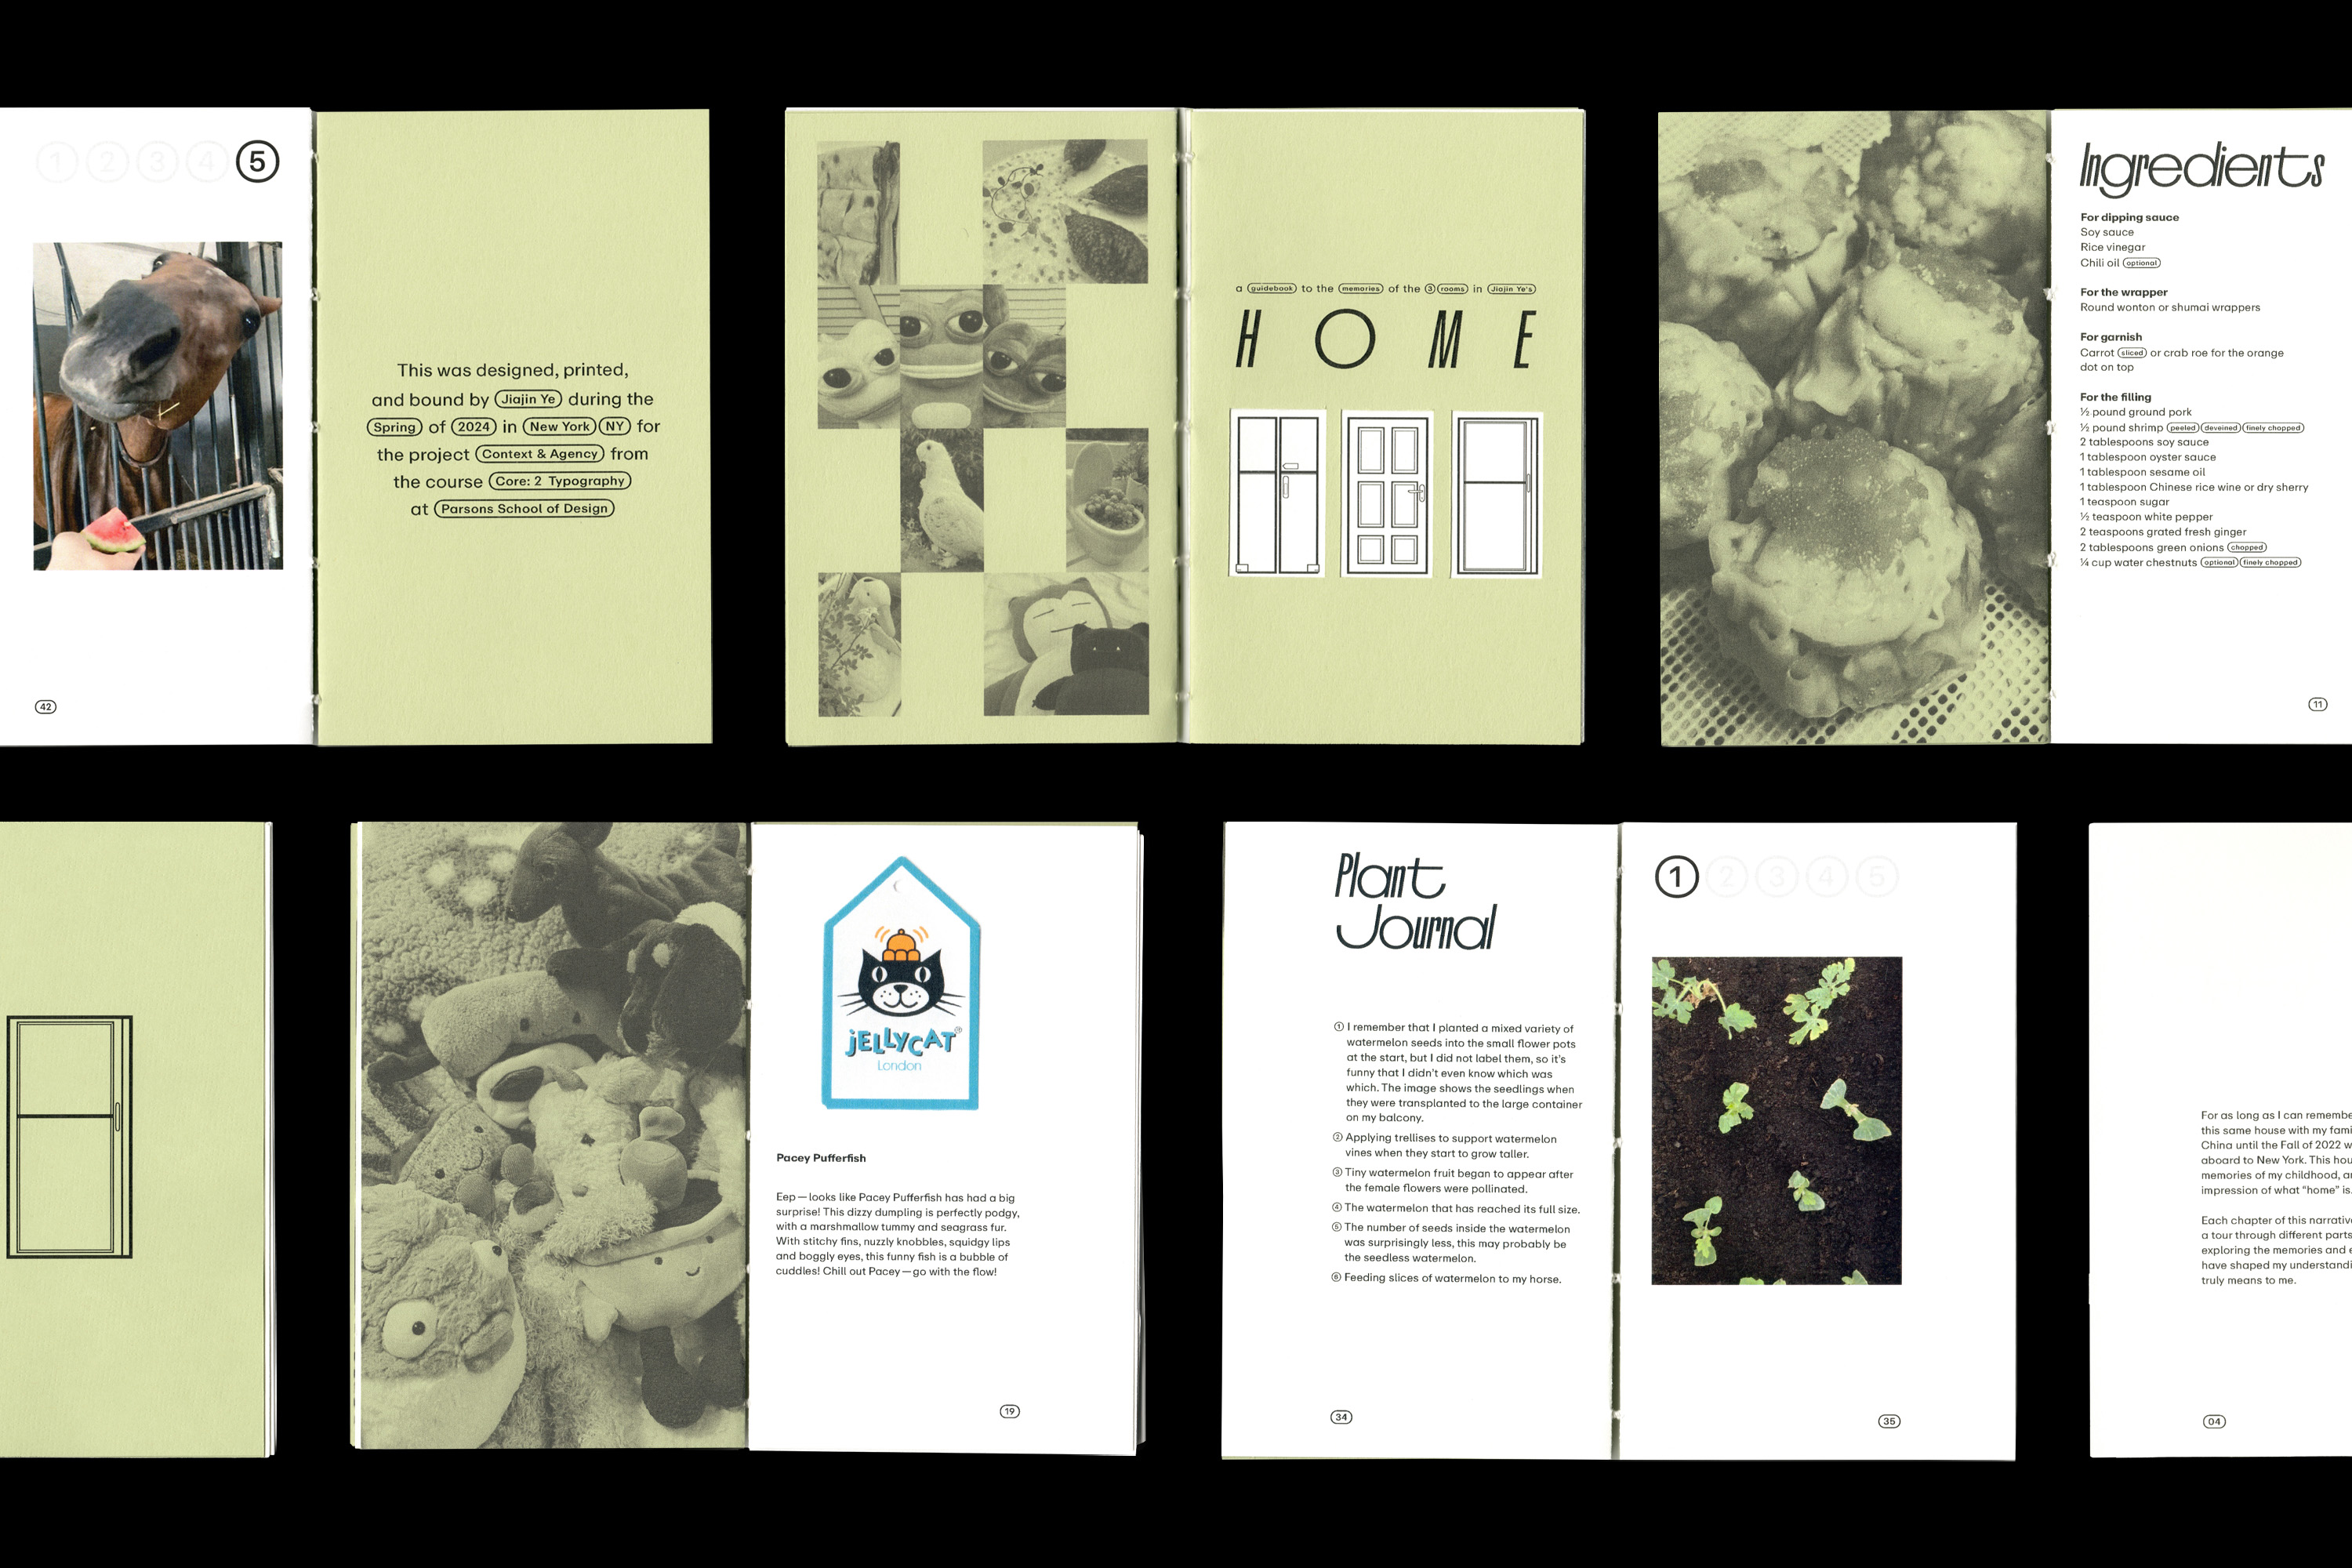 1 2 3 4 5
This was designed, printed,
and bound by Jiajin Ye during the
Spring of 2024 in New York NY for
the project Context & Agency from
the course Core: 2 Typography
at Parsons School of Design
42
a guidebook to the memories of the 3 rooms in Jiajin Ye's
HOME
Ingredients
For dipping sauce
Soy sauce
Rice vinegar
Chili oil optional
For the wrapper
Round wonton or shumai wrappers
For garnish
Carrot sliced or crab roe for the orange
dot on top
For the filling
½ pound ground pork
½ pound shrimp peeled deveined finely chopped
2 tablespoons soy sauce
1 tablespoon oyster sauce
1 tablespoon sesame oil
1 tablespoon Chinese rice wine or dry sherry
1 teaspoon sugar
½ teaspoon white pepper
2 teaspoons grated fresh ginger
2 tablespoons green onions chopped
¼ cup water chestnuts optional finely chopped
11
jELLYCAT®
London
Pacey Pufferfish
Eep—looks like Pacey Pufferfish has had a big
surprise! This dizzy dumpling is perfectly podgy,
with a marshmallow tummy and seagrass fur.
With stitchy fins, nuzzly knobbles, squidgy lips
and boggly eyes, this funny fish is a bubble of
cuddles! Chill out Pacey—go with the flow!
19
Plant
Journal
① I remember that I planted a mixed variety of
watermelon seeds into the small flower pots
at the start, but I did not label them, so it's
funny that I didn't even know which was
which. The image shows the seedlings when
they were transplanted to the large container
on my balcony.
② Applying trellises to support watermelon
vines when they start to grow taller.
③ Tiny watermelon fruit began to appear after
the female flowers were pollinated.
④ The watermelon that has reached its full size.
⑤ The number of seeds inside the watermelon
was surprisingly less, this may probably be
the seedless watermelon.
⑥ Feeding slices of watermelon to my horse.
34
1 2 3 4 5
35
For as long as I can remembe
this same house with my fami
China until the Fall of 2022 w
aboard to New York. This hou
memories of my childhood, a
impression of what "home" is.
Each chapter of this narrative
a tour through different parts
exploring the memories and e
have shaped my understandi
truly means to me.
04